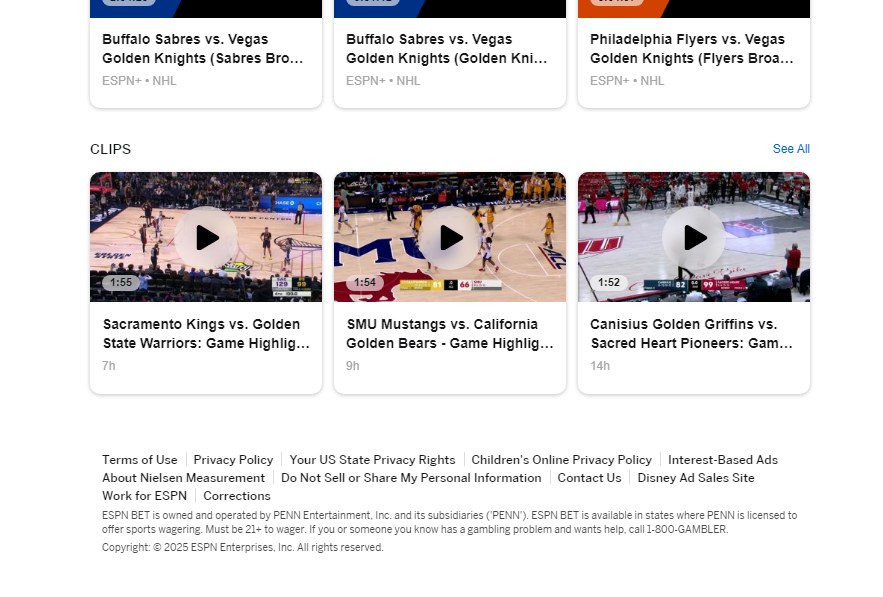 Buffalo Sabres vs. Vegas
Golden Knights (Sabres Bro…
ESPN+ • NHL
Buffalo Sabres vs. Vegas
Golden Knights (Golden Kni…
ESPN+ • NHL
Philadelphia Flyers vs. Vegas
Golden Knights (Flyers Broa…
ESPN+ • NHL
CLIPS
See All
1:55
129 99
Sacramento Kings vs. Golden
State Warriors: Game Highlig…
7h
1:54
81 66
SMU Mustangs vs. California
Golden Bears - Game Highlig…
9h
1:52
82 99
Canisius Golden Griffins vs.
Sacred Heart Pioneers: Gam…
14h
Terms of Use Privacy Policy Your US State Privacy Rights Children's Online Privacy Policy Interest-Based Ads
About Nielsen Measurement Do Not Sell or Share My Personal Information Contact Us Disney Ad Sales Site
Work for ESPN Corrections
ESPN BET is owned and operated by PENN Entertainment, Inc. and its subsidiaries ('PENN'). ESPN BET is available in states where PENN is licensed to
offer sports wagering. Must be 21+ to wager. If you or someone you know has a gambling problem and wants help, call 1-800-GAMBLER.
Copyright: © 2025 ESPN Enterprises, Inc. All rights reserved.